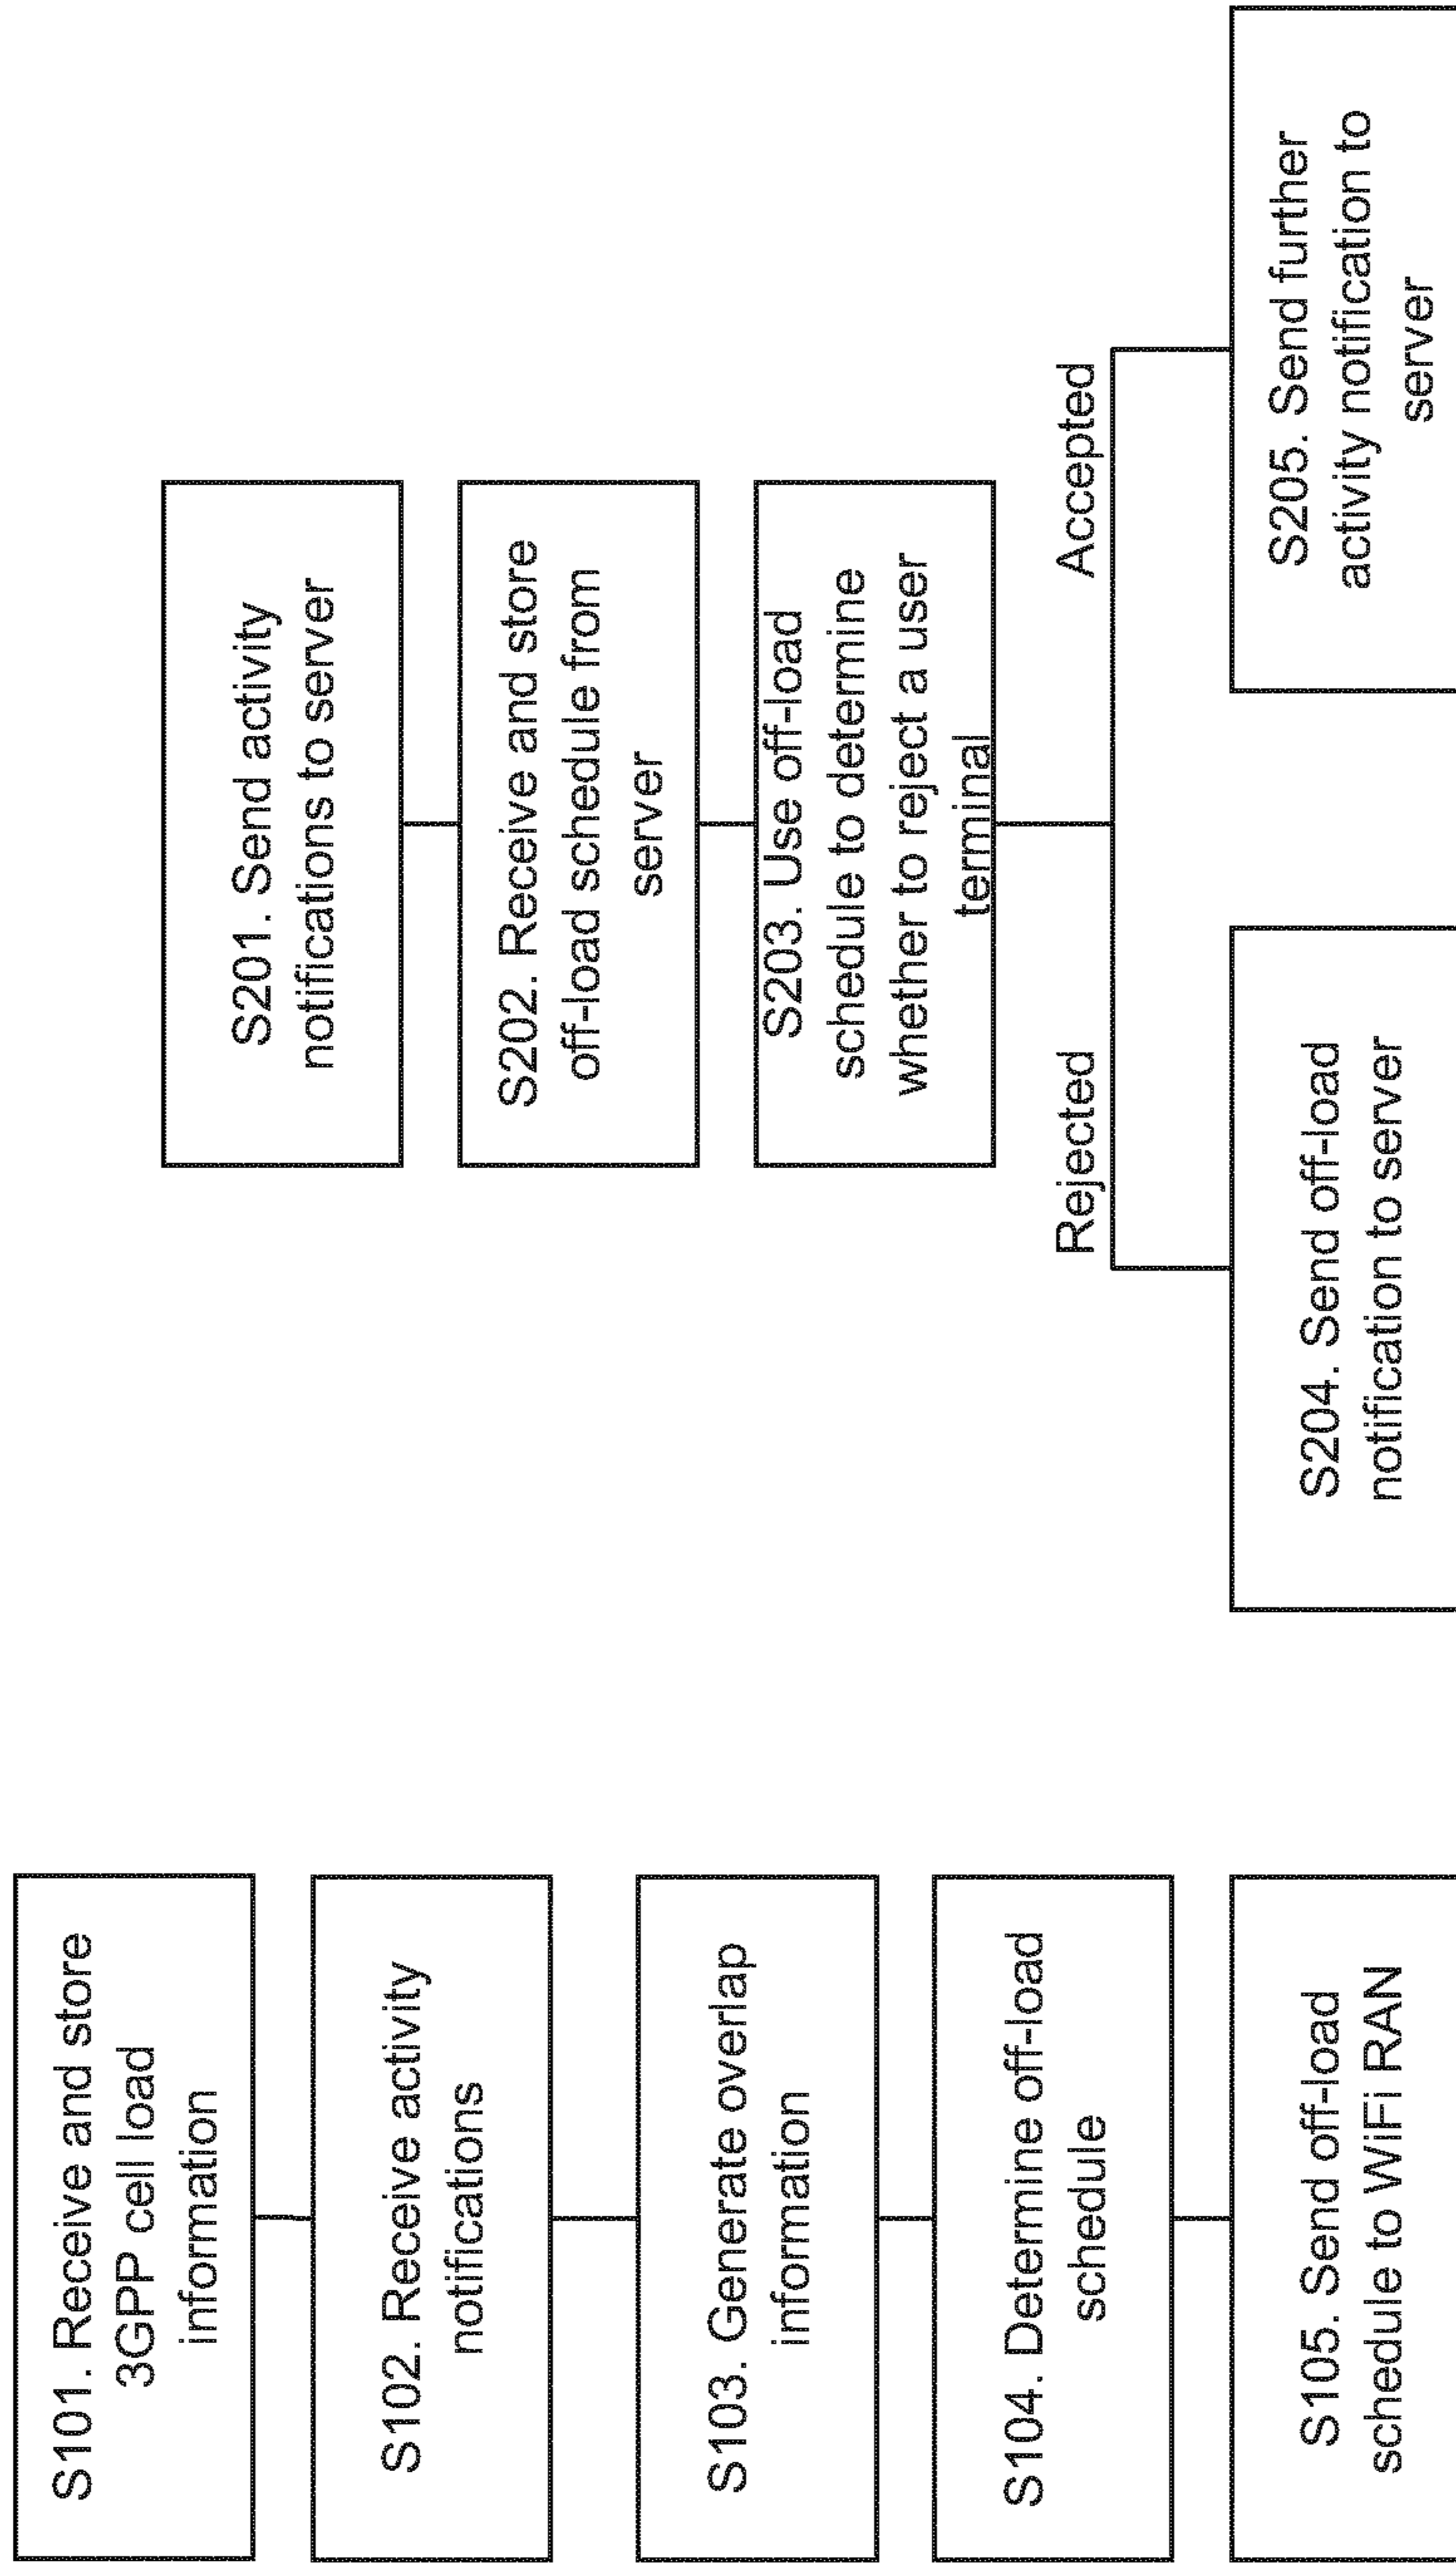 S101. Receive and store
3GPP cell load
information
S102. Receive activity
notifications
S103. Generate overlap
information
S104. Determine off-load
schedule
S105. Send off-load
schedule to WiFi RAN
S201. Send activity
notifications to server
S202. Receive and store
off-load schedule from
server
S203. Use off-load
schedule to determine
whether to reject a user
terminal
Rejected
Accepted
S204. Send off-load
notification to server
S205. Send further
activity notification to
server